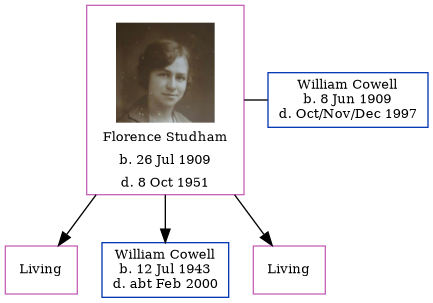 Florence Studham
b. 26 Jul 1909
d. 8 Oct 1951
William Cowell
b. 8 Jun 1909
d. Oct/Nov/Dec 1997
Living
William Cowell
b. 12 Jul 1943
d. abt Feb 2000
Living